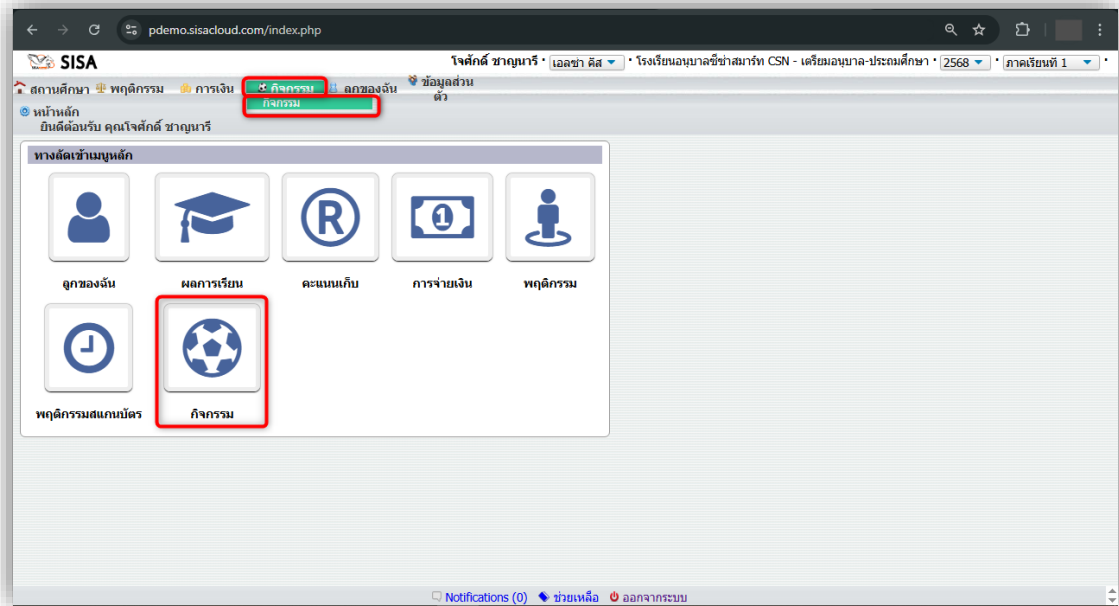 pdemo.sisacloud.com/index.php
SISA
โจศักดิ์ ชาญนารี • เอลซ่า คิส • โรงเรียนอนุบาลซีซ่าสมาร์ท CSN - เตรียมอนุบาล-ประถมศึกษา • 2568 • ภาคเรียนที่ 1 •
สถานศึกษา พฤติกรรม การเงิน กิจกรรม ลูกของฉัน ข้อมูลส่วนตัว
กิจกรรม
หน้าหลัก
ยินดีต้อนรับ คุณโจศักดิ์ ชาญนารี
ทางลัดเข้าเมนูหลัก
R
1
ลูกของฉัน ผลการเรียน คะแนนเก็บ การจ่ายเงิน พฤติกรรม
พฤติกรรมสแกนบัตร กิจกรรม
Notifications (0) ช่วยเหลือ ออกจากระบบ